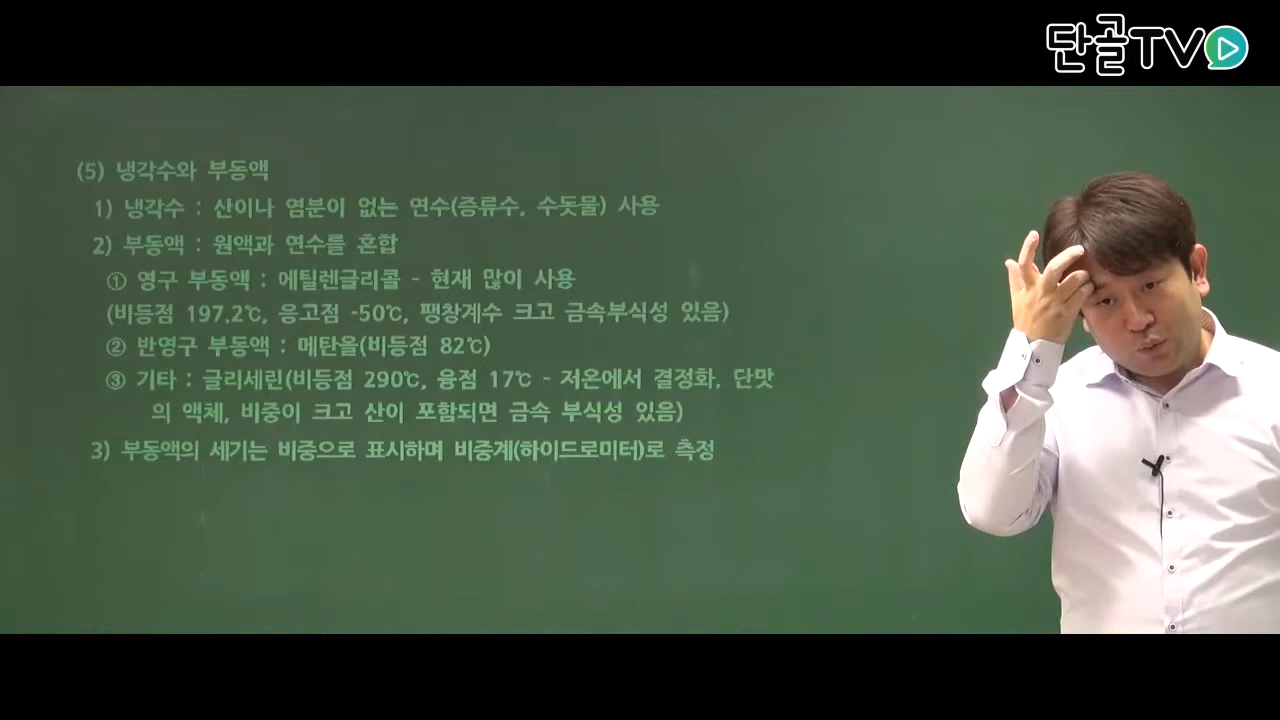 단골TV
(5) 냉각수와 부동액
1) 냉각수 : 산이나 염분이 없는 연수(증류수, 수돗물) 사용
2) 부동액 : 원액과 연수를 혼합
① 영구 부동액 : 에틸렌글리콜 - 현재 많이 사용
(비등점 197.2℃, 응고점 -50℃, 팽창계수 크고 금속부식성 있음)
② 반영구 부동액 : 메탄올(비등점 82℃)
③ 기타 : 글리세린(비등점 290℃, 융점 17℃ - 저온에서 결정화, 단맛
의 액체, 비중이 크고 산이 포함되면 금속 부식성 있음)
3) 부동액의 세기는 비중으로 표시하며 비중계(하이드로미터)로 측정